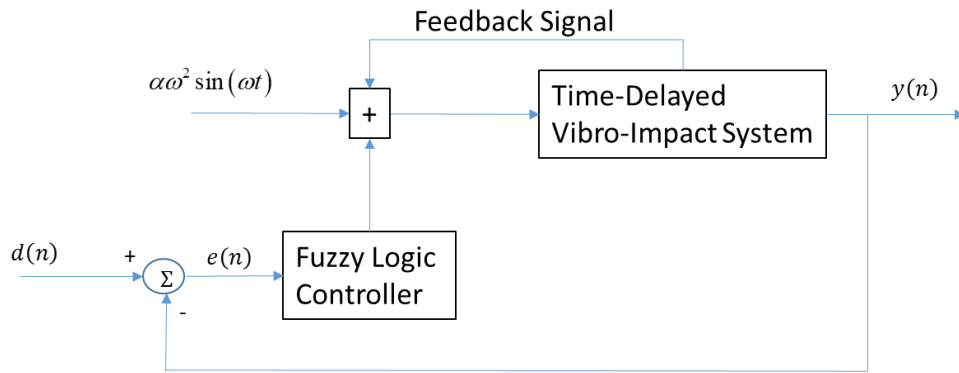 Feedback Signal
αω² sin(ωt)
+
Time-Delayed
Vibro-Impact System
y(n)
d(n)
+
Σ
-
e(n)
Fuzzy Logic
Controller